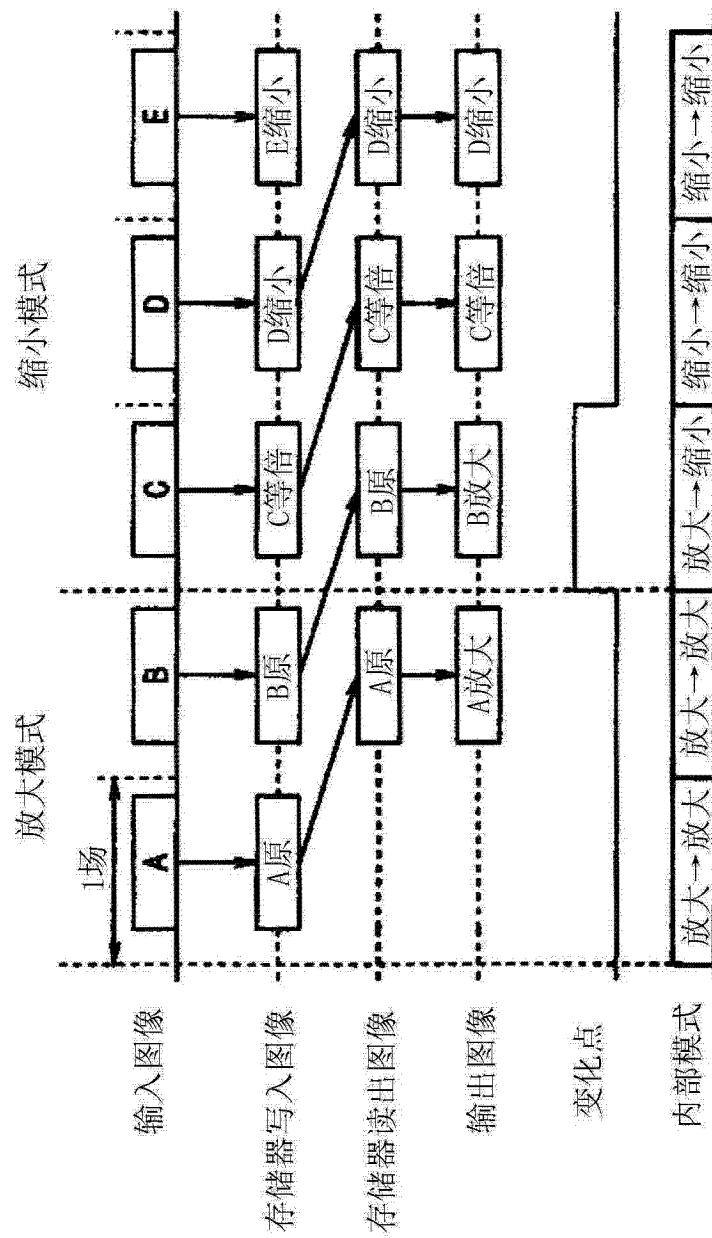 放大模式
缩小模式
1场
输入图像
A
B
C
D
E
存储器写入图像
A原
B原
C等倍
D缩小
E缩小
存储器读出图像
A原
B原
C等倍
D缩小
输出图像
A放大
B放大
C等倍
D缩小
变化点
内部模式
放大→放大
放大→放大
放大→缩小
缩小→缩小
缩小→缩小